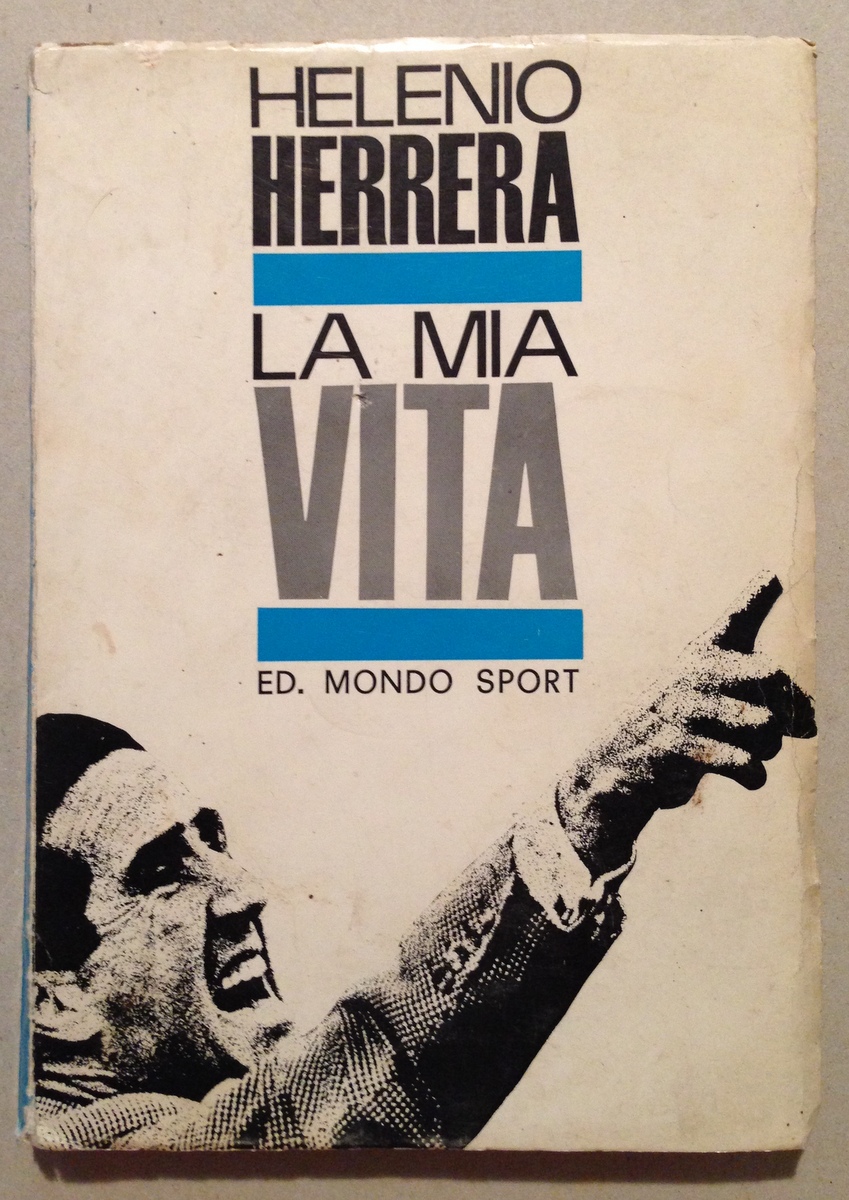 HELENIO
HERRERA
LA MIA
VITA
ED. MONDO SPORT